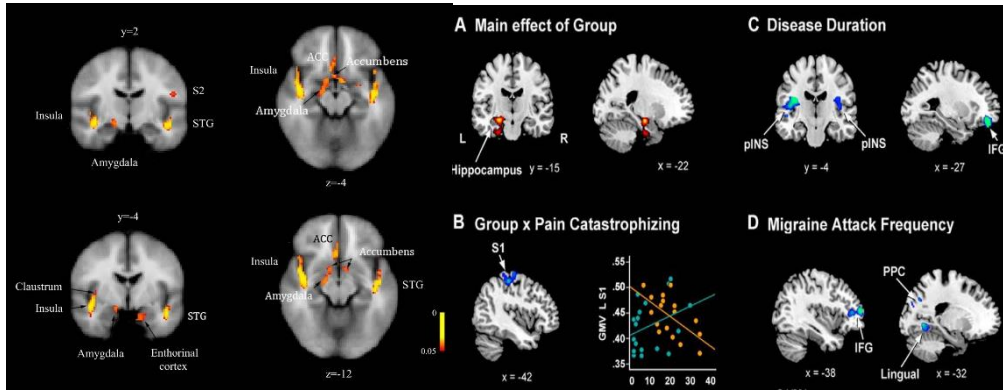 y=2
Insula
S2
STG
Amygdala
ACC
Accumbens
Insula
Amygdala
z=-4
y=-4
Claustrum
Insula
STG
Amygdala
Enthorinal
cortex
ACC
Accumbens
Insula
Amygdala
STG
z=-12
0
0.05
A Main effect of Group
L
R
Hippocampus
y = -15
x = -22
B Group x Pain Catastrophizing
S1
x = -42
GMV L S1
.55
.50
.45
.40
.35
0 10 20 30 40
C Disease Duration
pINS
pINS
y = -4
IFG
x = -27
D Migraine Attack Frequency
IFG
x = -38
PPC
Lingual
x = -32